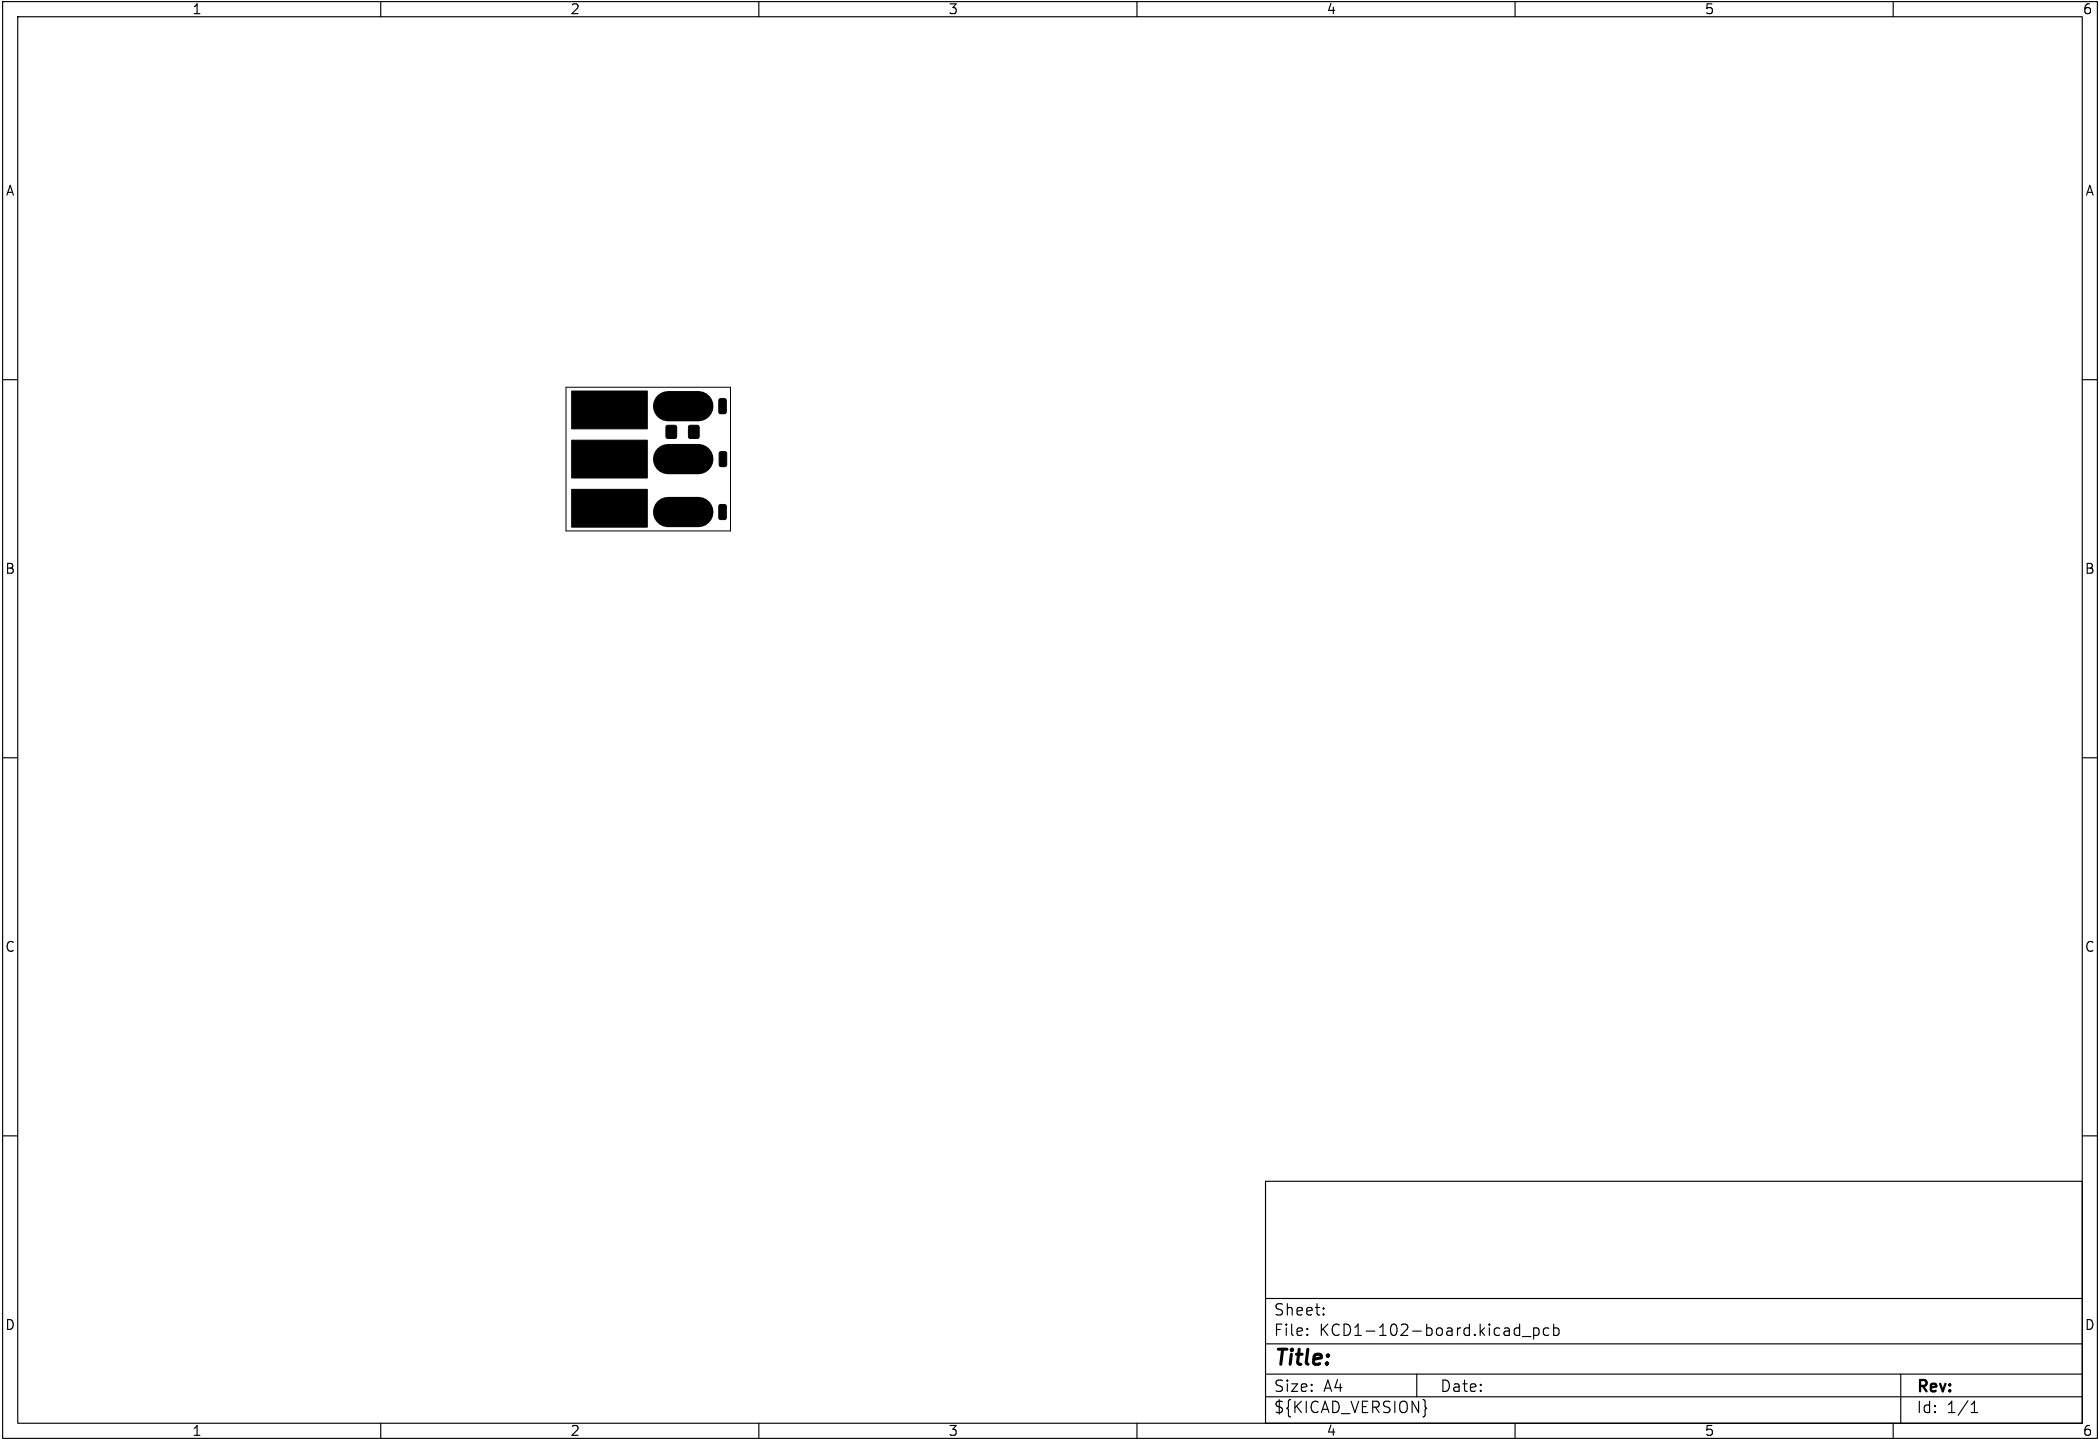 1 2 3 4 5 6
A A
B B
C C
Sheet:
File: KCD1-102-board.kicad_pcb
D D
Title:
Size: A4 Date: Rev:
${KICAD_VERSION} Id: 1/1
1 2 3 4 5 6